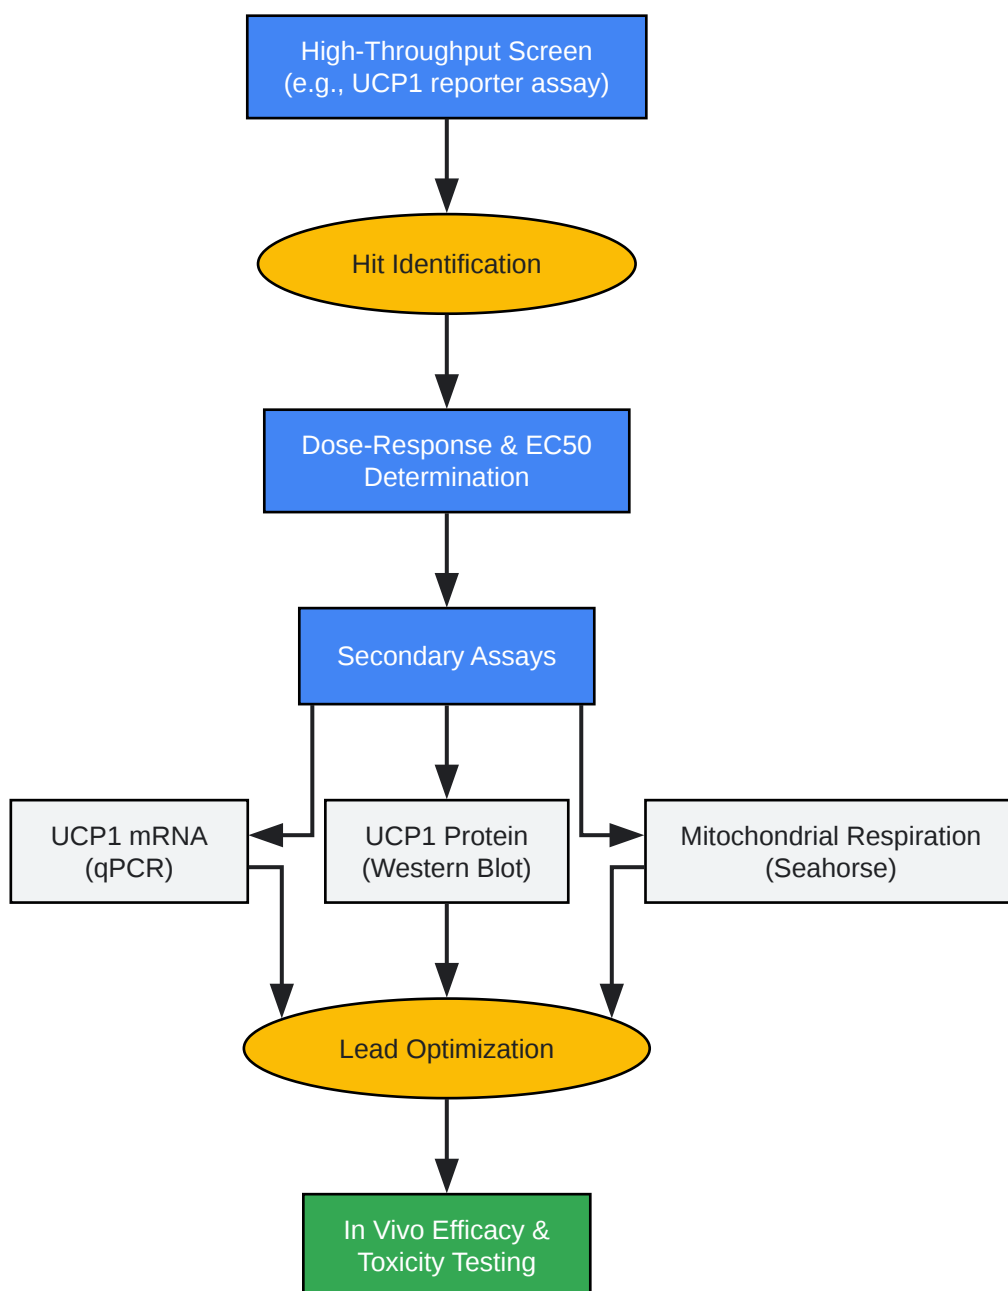 High-Throughput Screen
(e.g., UCP1 reporter assay)
Hit Identification
Dose-Response & EC50
Determination
Secondary Assays
UCP1 mRNA
(qPCR)
UCP1 Protein
(Western Blot)
Mitochondrial Respiration
(Seahorse)
Lead Optimization
In Vivo Efficacy &
Toxicity Testing